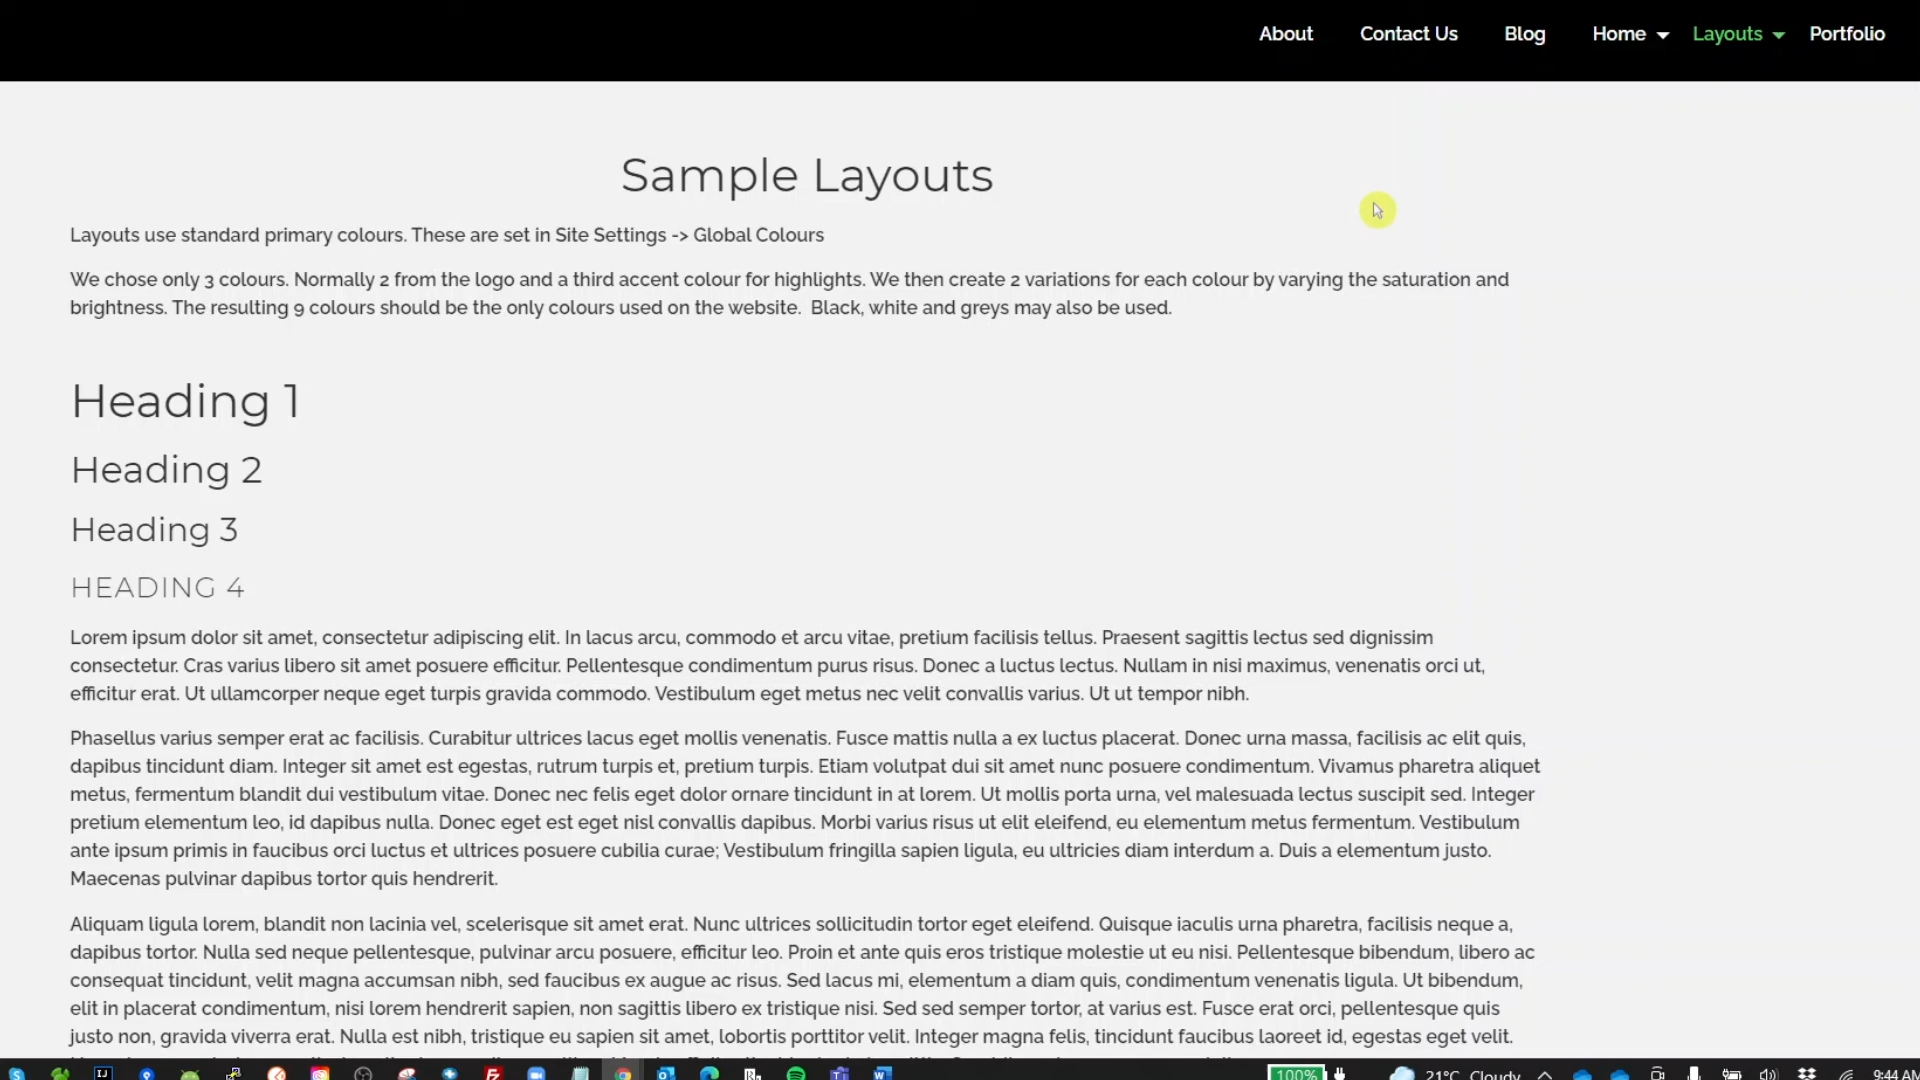 About Contact Us Blog Home Layouts Portfolio
Sample Layouts
Layouts use standard primary colours. These are set in Site Settings -> Global Colours
We chose only 3 colours. Normally 2 from the logo and a third accent colour for highlights. We then create 2 variations for each colour by varying the saturation and
brightness. The resulting 9 colours should be the only colours used on the website.  Black, white and greys may also be used.
Heading 1
Heading 2
Heading 3
HEADING 4
Lorem ipsum dolor sit amet, consectetur adipiscing elit. In lacus arcu, commodo et arcu vitae, pretium facilisis tellus. Praesent sagittis lectus sed dignissim
consectetur. Cras varius libero sit amet posuere efficitur. Pellentesque condimentum purus risus. Donec a luctus lectus. Nullam in nisi maximus, venenatis orci ut,
efficitur erat. Ut ullamcorper neque eget turpis gravida commodo. Vestibulum eget metus nec velit convallis varius. Ut ut tempor nibh.
Phasellus varius semper erat ac facilisis. Curabitur ultrices lacus eget mollis venenatis. Fusce mattis nulla a ex luctus placerat. Donec urna massa, facilisis ac elit quis,
dapibus tincidunt diam. Integer sit amet est egestas, rutrum turpis et, pretium turpis. Etiam volutpat dui sit amet nunc posuere condimentum. Vivamus pharetra aliquet
metus, fermentum blandit dui vestibulum vitae. Donec nec felis eget dolor ornare tincidunt in at lorem. Ut mollis porta urna, vel malesuada lectus suscipit sed. Integer
pretium elementum leo, id dapibus nulla. Donec eget est eget nisl convallis dapibus. Morbi varius risus ut elit eleifend, eu elementum metus fermentum. Vestibulum
ante ipsum primis in faucibus orci luctus et ultrices posuere cubilia curae; Vestibulum fringilla sapien ligula, eu ultricies diam interdum a. Duis a elementum justo.
Maecenas pulvinar dapibus tortor quis hendrerit.
Aliquam ligula lorem, blandit non lacinia vel, scelerisque sit amet erat. Nunc ultrices sollicitudin tortor eget eleifend. Quisque iaculis urna pharetra, facilisis neque a,
dapibus tortor. Nulla sed neque pellentesque, pulvinar arcu posuere, efficitur leo. Proin et ante quis eros tristique molestie ut eu nisi. Pellentesque bibendum, libero ac
consequat tincidunt, velit magna accumsan nibh, sed faucibus ex augue ac risus. Sed lacus mi, elementum a diam quis, condimentum venenatis ligula. Ut bibendum,
elit in placerat condimentum, nisi lorem hendrerit sapien, non sagittis libero ex tristique nisi. Sed sed semper tortor, at varius est. Fusce erat orci, pellentesque quis
justo non, gravida viverra erat. Nulla est nibh, tristique eu sapien sit amet, lobortis porttitor velit. Integer magna felis, tincidunt faucibus laoreet id, egestas eget velit.
100% 21°C Cloudy 9:44 AM